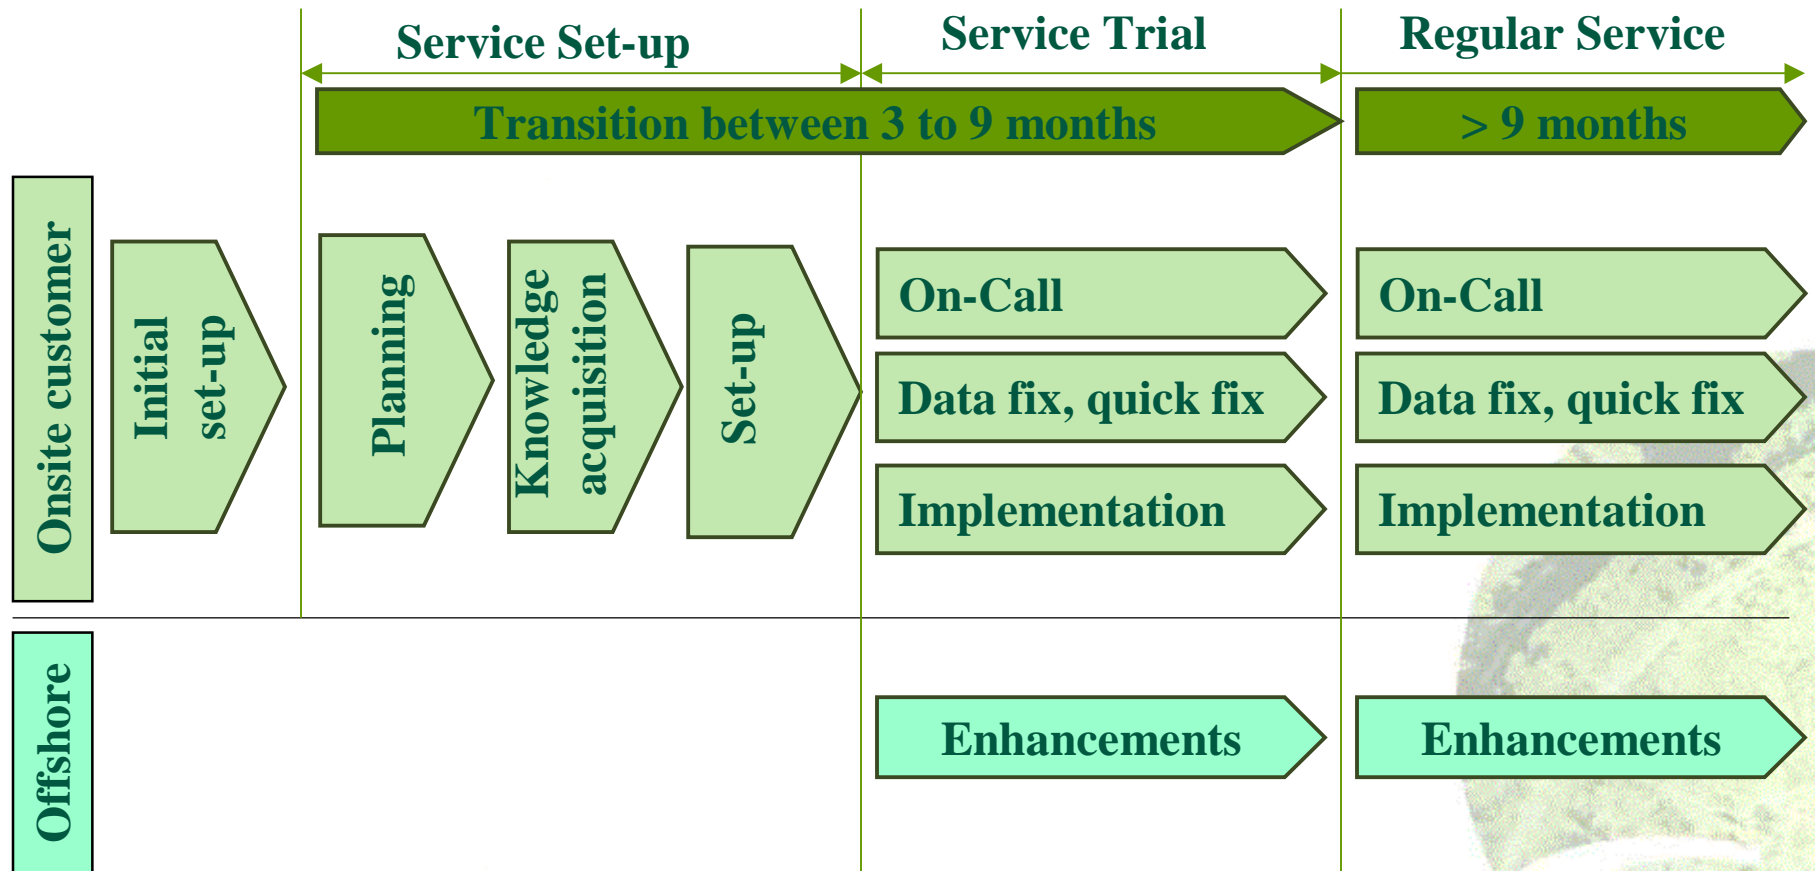 Service Set-up
Service Trial
Regular Service
Transition between 3 to 9 months
> 9 months
Onsite customer
Initial
set-up
Planning
Knowledge
acquisition
Set-up
On-Call
Data fix, quick fix
Implementation
On-Call
Data fix, quick fix
Implementation
Offshore
Enhancements
Enhancements